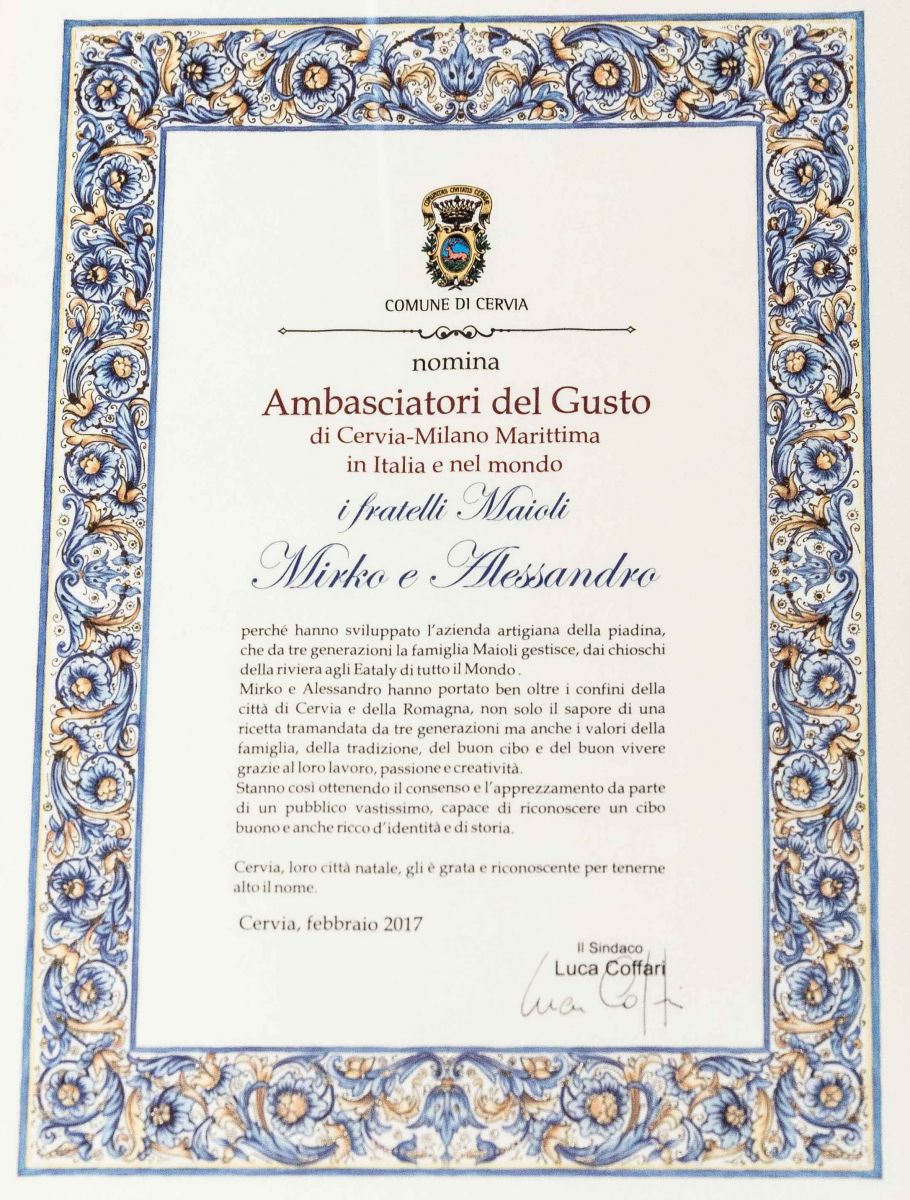 COMUNITAS CIVITATIS CERVIAE
COMUNE DI CERVIA
nomina
Ambasciatori del Gusto
di Cervia-Milano Marittima
in Italia e nel mondo
i fratelli Maioli
Mirko e Alessandro
perché hanno sviluppato l'azienda artigiana della piadina,
che da tre generazioni la famiglia Maioli gestisce, dai chioschi
della riviera agli Eataly di tutto il Mondo.
Mirko e Alessandro hanno portato ben oltre i confini della
città di Cervia e della Romagna, non solo il sapore di una
ricetta tramandata da tre generazioni ma anche i valori della
famiglia, della tradizione, del buon cibo e del buon vivere
grazie al loro lavoro, passione e creatività.
Stanno così ottenendo il consenso e l'apprezzamento da parte
di un pubblico vastissimo, capace di riconoscere un cibo
buono e anche ricco d'identità e di storia.
Cervia, loro città natale, gli è grata e riconoscente per tenerne
alto il nome.
Cervia, febbraio 2017
Il Sindaco
Luca Coffari
Luca Coffari